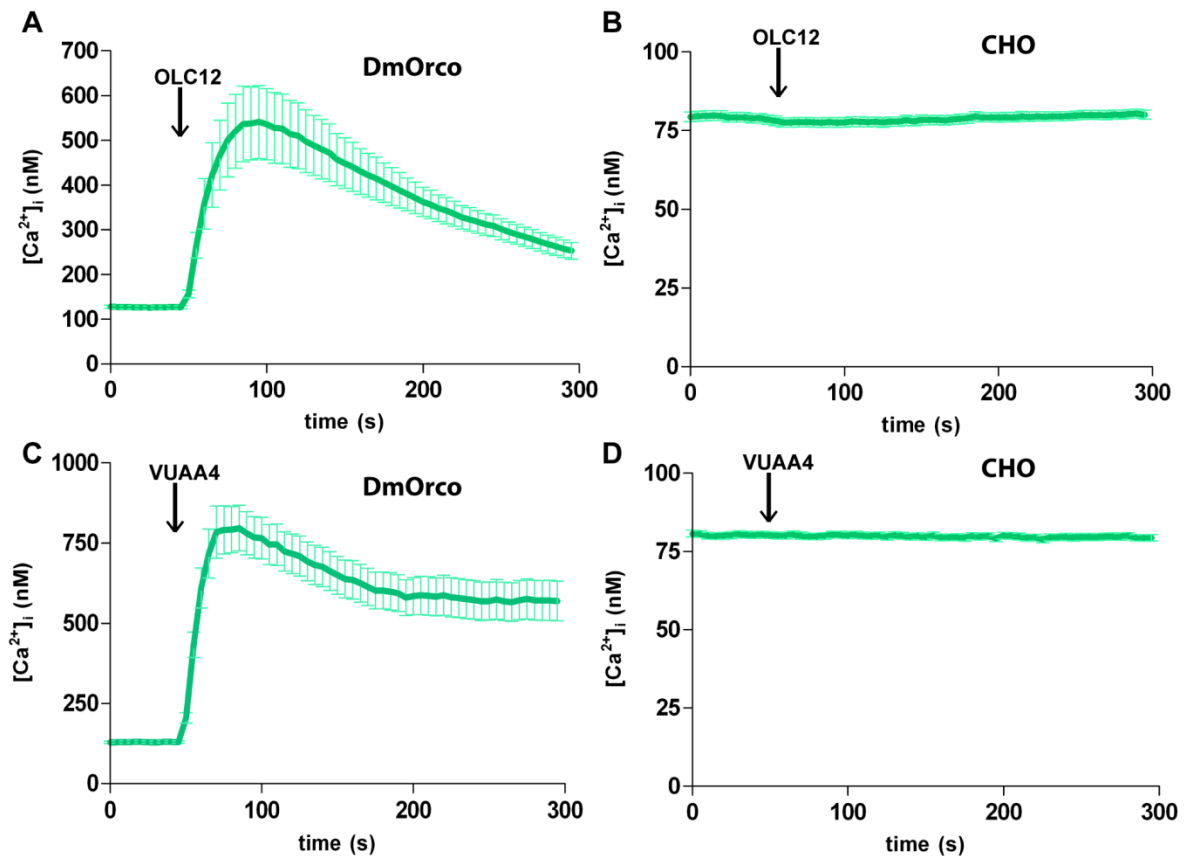 A
OLC12
DmOrco
[Ca²⁺]ᵢ (nM)
700
600
500
400
300
200
100
0
0 100 200 300
time (s)
B
OLC12
CHO
[Ca²⁺]ᵢ (nM)
100
75
50
25
0
0 100 200 300
time (s)
C
VUAA4
DmOrco
[Ca²⁺]ᵢ (nM)
1000
750
500
250
0
0 100 200 300
time (s)
D
VUAA4
CHO
[Ca²⁺]ᵢ (nM)
100
75
50
25
0
0 100 200 300
time (s)